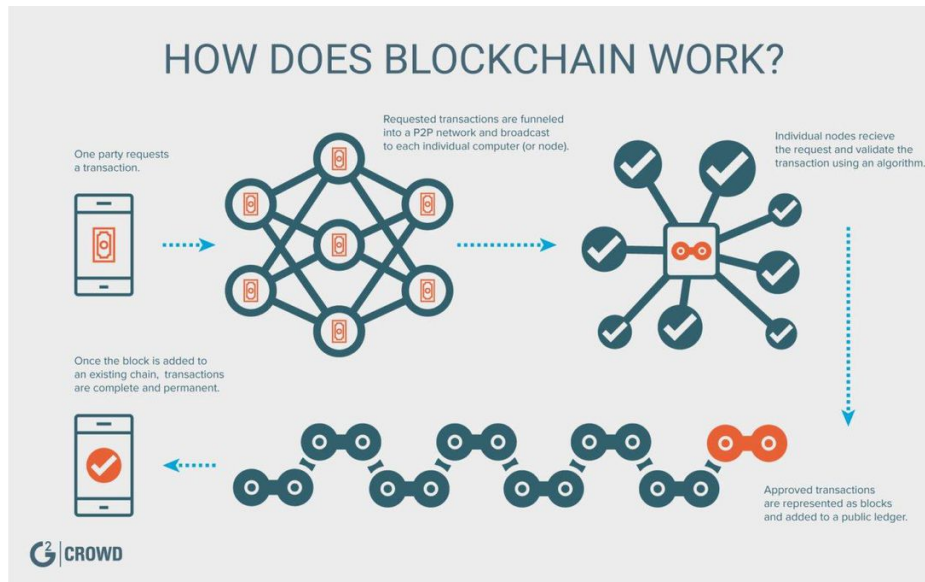 HOW DOES BLOCKCHAIN WORK?
One party requests
a transaction.
Requested transactions are funneled
into a P2P network and broadcast
to each individual computer (or node).
Individual nodes recieve
the request and validate the
transaction using an algorithm.
Approved transactions
are represented as blocks
and added to a public ledger.
Once the block is added to
an existing chain, transactions
are complete and permanent.
G2 | CROWD